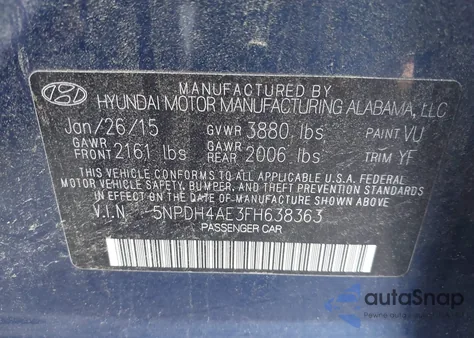 MANUFACTURED BY
HYUNDAI MOTOR MANUFACTURING ALABAMA, LLC
Jan/26/15 GVWR 3880 lbs PAINT VU
GAWR FRONT 2161 lbs GAWR REAR 2006 lbs TRIM YF
THIS VEHICLE CONFORMS TO ALL APPLICABLE U.S.A. FEDERAL
MOTOR VEHICLE SAFETY, BUMPER, AND THEFT PREVENTION STANDARDS
IN EFFECT ON THE DATE OF MANUFACTURE SHOWN ABOVE
V.I.N 5NPDH4AE3FH638363
PASSENGER CAR
autoSnap
Pewne auto z